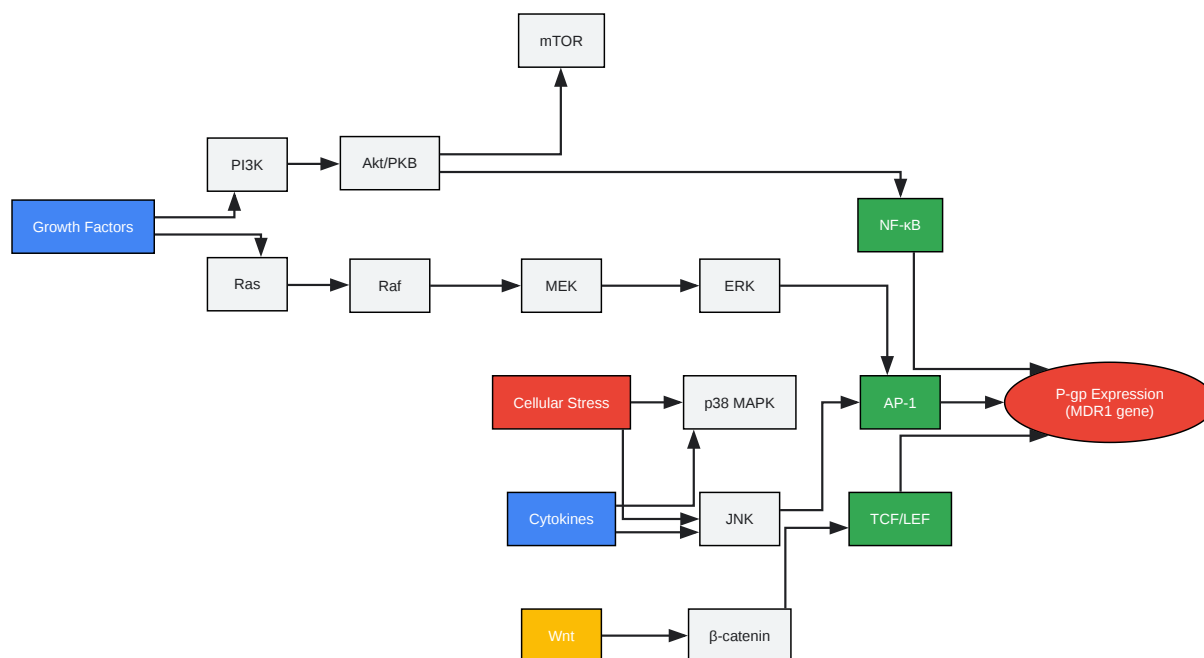 mTOR
PI3K
Akt/PKB
Growth Factors
NF-κB
Ras
Raf
MEK
ERK
Cellular Stress
p38 MAPK
AP-1
P-gp Expression
(MDR1 gene)
Cytokines
JNK
TCF/LEF
Wnt
β-catenin